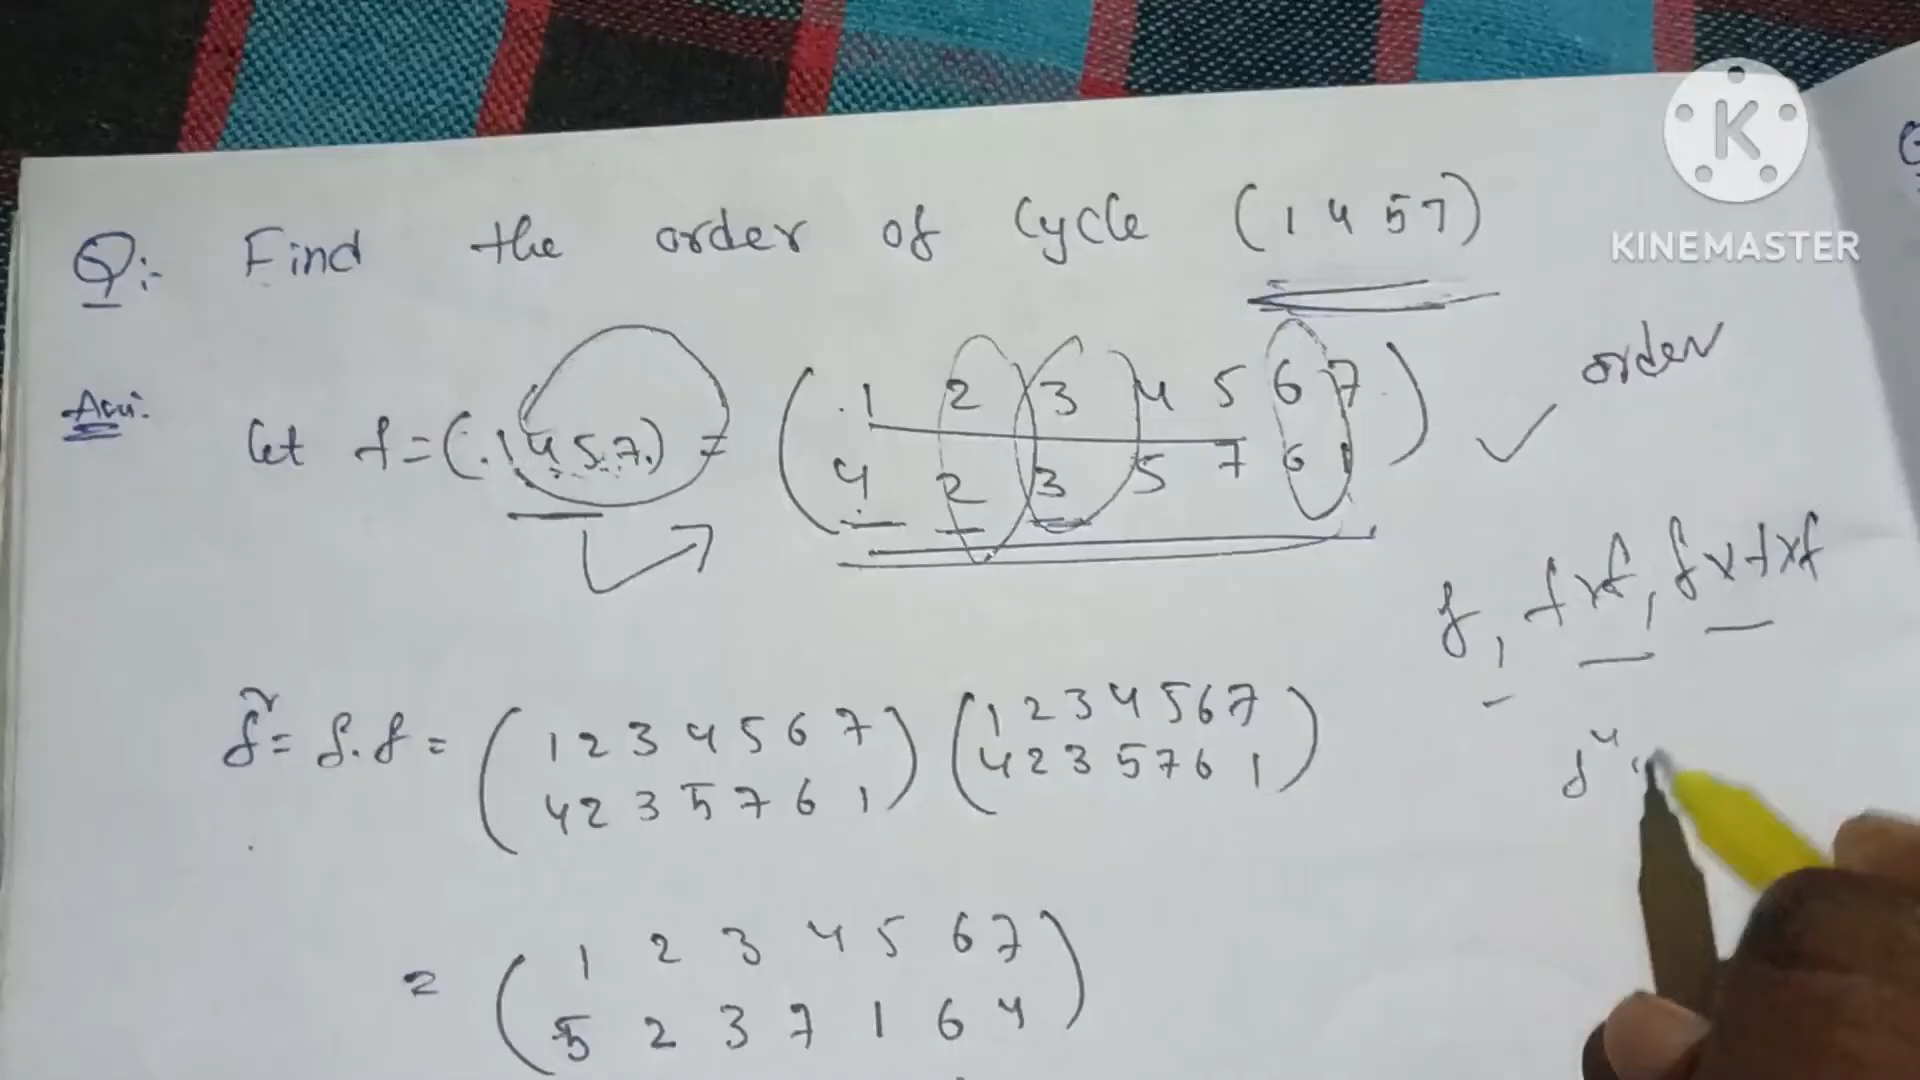 KINEMASTER
Q:- Find the order of cycle (1 4 5 7)
Ans: let f = (1 4 5 7) = ( 1 2 3 4 5 6 7 )
4 2 3 5 7 6 1
order
f, f×f, f×f×f
f² = f.f = ( 1 2 3 4 5 6 7 ) ( 1 2 3 4 5 6 7 )
4 2 3 5 7 6 1 4 2 3 5 7 6 1
f⁴
= ( 1 2 3 4 5 6 7 )
5 2 3 7 1 6 4